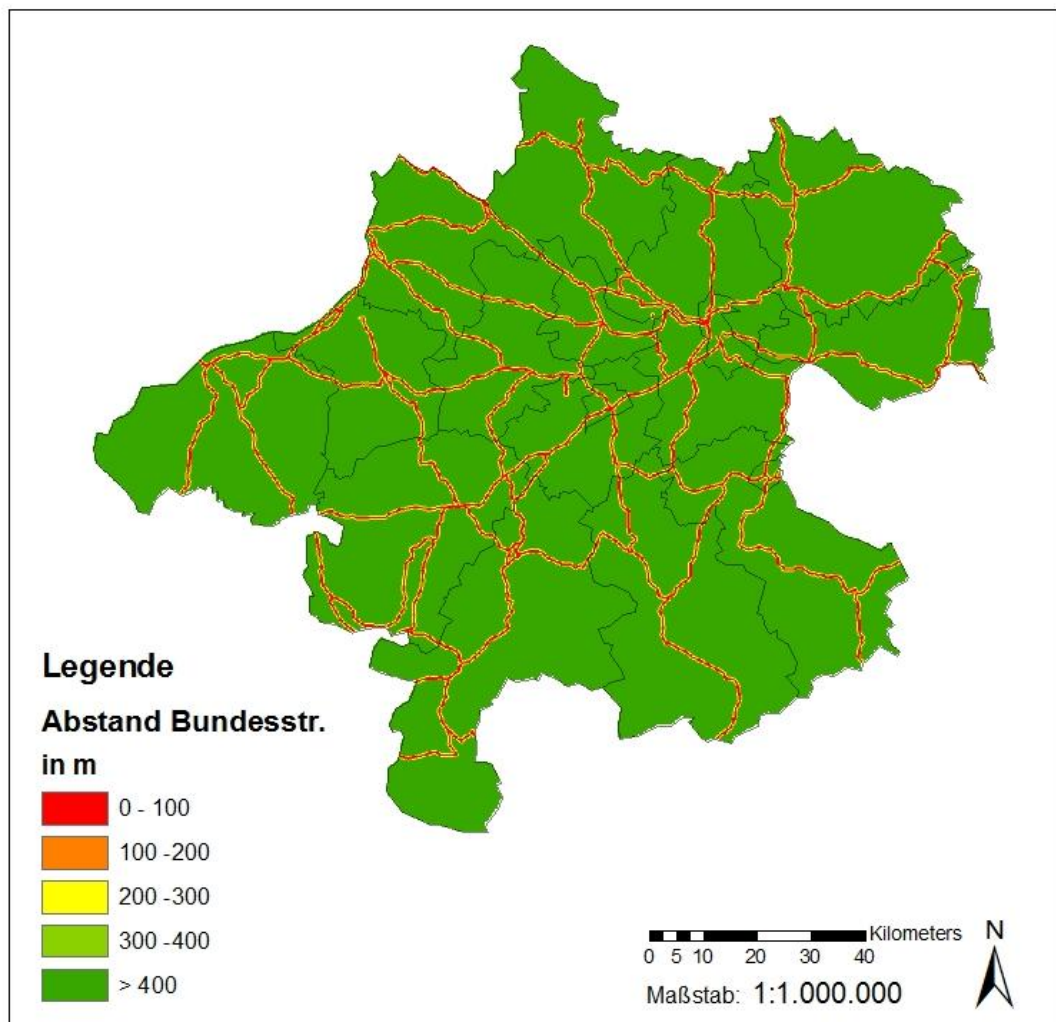 Legende
Abstand Bundesstr.
in m
0 - 100
100 -200
200 -300
300 -400
> 400
Kilometers
0 5 10 20 30 40
Maßstab: 1:1.000.000
N